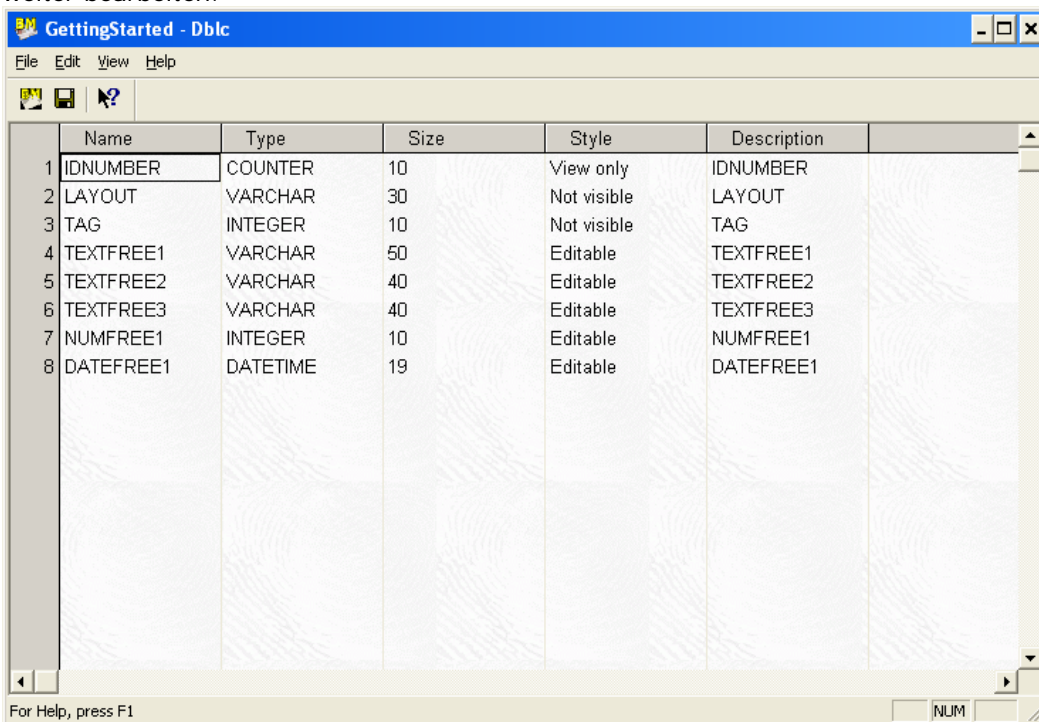 weiter bearbeiten.
GettingStarted - Dblc
File Edit View Help
Name Type Size Style Description
1 IDNUMBER COUNTER 10 View only IDNUMBER
2 LAYOUT VARCHAR 30 Not visible LAYOUT
3 TAG INTEGER 10 Not visible TAG
4 TEXTFREE1 VARCHAR 50 Editable TEXTFREE1
5 TEXTFREE2 VARCHAR 40 Editable TEXTFREE2
6 TEXTFREE3 VARCHAR 40 Editable TEXTFREE3
7 NUMFREE1 INTEGER 10 Editable NUMFREE1
8 DATEFREE1 DATETIME 19 Editable DATEFREE1
For Help, press F1 NUM